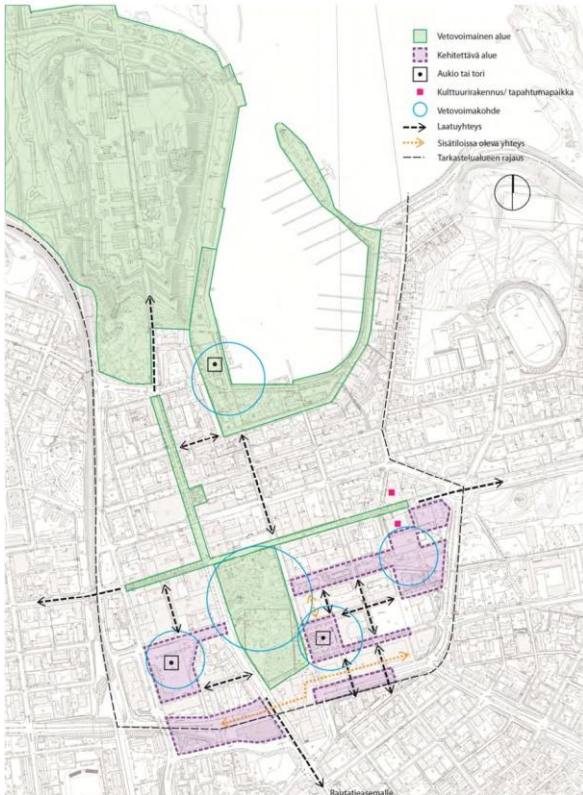 Vetovoimainen alue
Kehitettävä alue
Aukio tai tori
Kulttuurirakennus/ tapahtumapaikka
Vetovoimakohde
Laatuyhteys
Sisätiloissa oleva yhteys
Tarkastelualueen rajaus
Rautatieasemalle